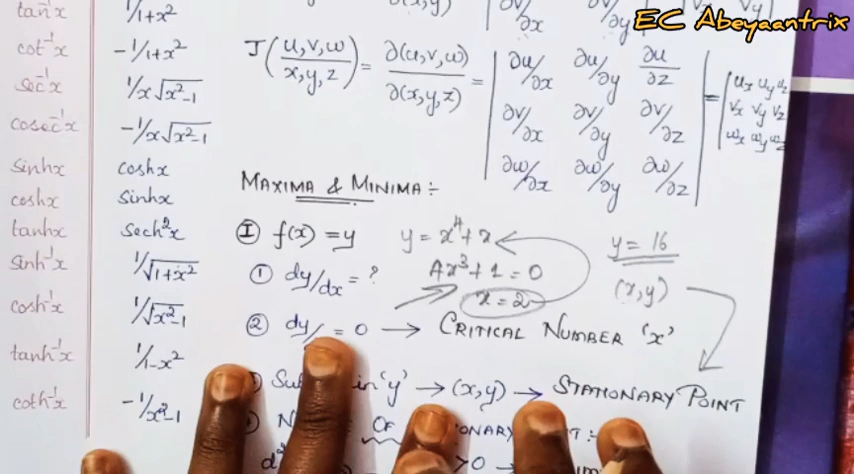 EC Abeyaantrix
tan⁻¹x 1/1+x²
cot⁻¹x -1/1+x²
sec⁻¹x 1/x√x²-1
cosec⁻¹x -1/x√x²-1
sinhx coshx
coshx sinhx
tanhx sech²x
sinh⁻¹x 1/√1+x²
cosh⁻¹x 1/√x²-1
tanh⁻¹x 1/1-x²
coth⁻¹x -1/x²-1
∂(x,y)
∂v/∂x ∂v/∂y
J(u,v,w / x,y,z) = ∂(u,v,w) / ∂(x,y,z) = | ∂u/∂x ∂u/∂y ∂u/∂z | = | ux uy uz |
∂v/∂x ∂v/∂y ∂v/∂z vx vy vz
∂w/∂x ∂w/∂y ∂w/∂z wx wy wz
MAXIMA & MINIMA:-
I f(x) = y y = x⁴+x y = 16
① dy/dx = ? 4x³+1 = 0 (x,y)
x = 2
② dy/ = 0 → CRITICAL NUMBER 'x'
in 'y' → (x,y) → STATIONARY POINT
OF
>0 →